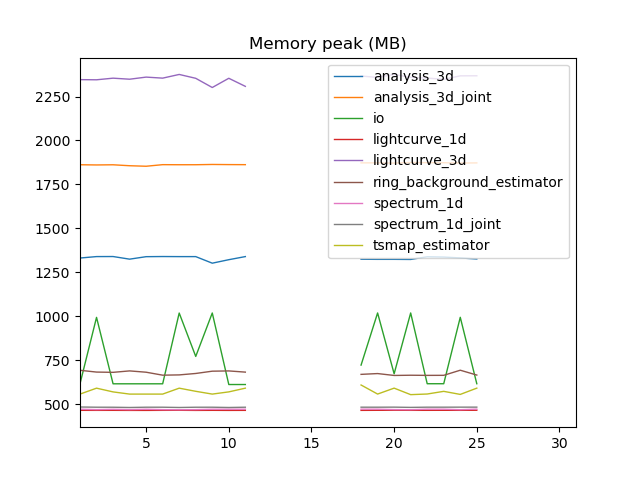 Memory peak (MB)
analysis_3d
analysis_3d_joint
io
lightcurve_1d
lightcurve_3d
ring_background_estimator
spectrum_1d
spectrum_1d_joint
tsmap_estimator
2250
2000
1750
1500
1250
1000
750
500
5 10 15 20 25 30